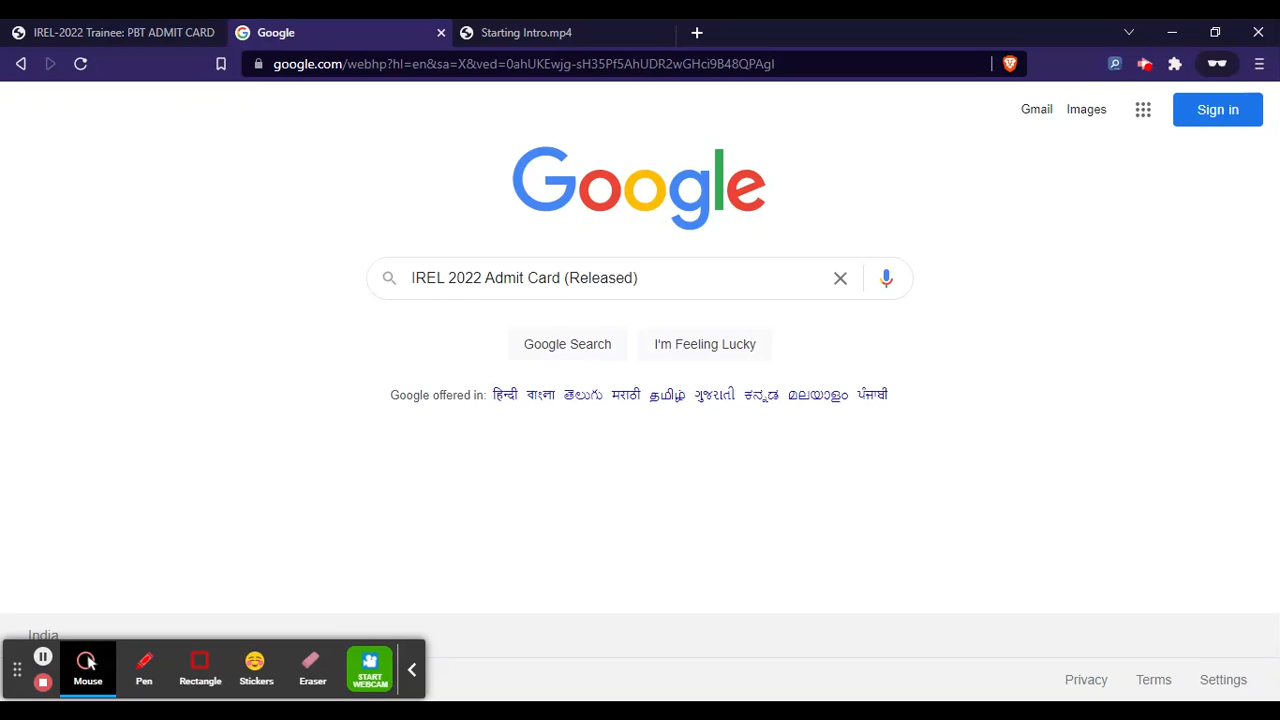 IREL-2022 Trainee: PBT ADMIT CARD
Google
Starting Intro.mp4
google.com/webhp?hl=en&sa=X&ved=0ahUKEwjg-sH35Pf5AhUDR2wGHci9B48QPAgI
Gmail Images Sign in
Google
IREL 2022 Admit Card (Released)
Google Search I'm Feeling Lucky
Google offered in: हिन्दी বাংলা తెలుగు मराठी தமிழ் ગુજરાતી ಕನ್ನಡ മലയാളം ਪੰਜਾਬੀ
India
Mouse Pen Rectangle Stickers Eraser START WEBCAM
Privacy Terms Settings